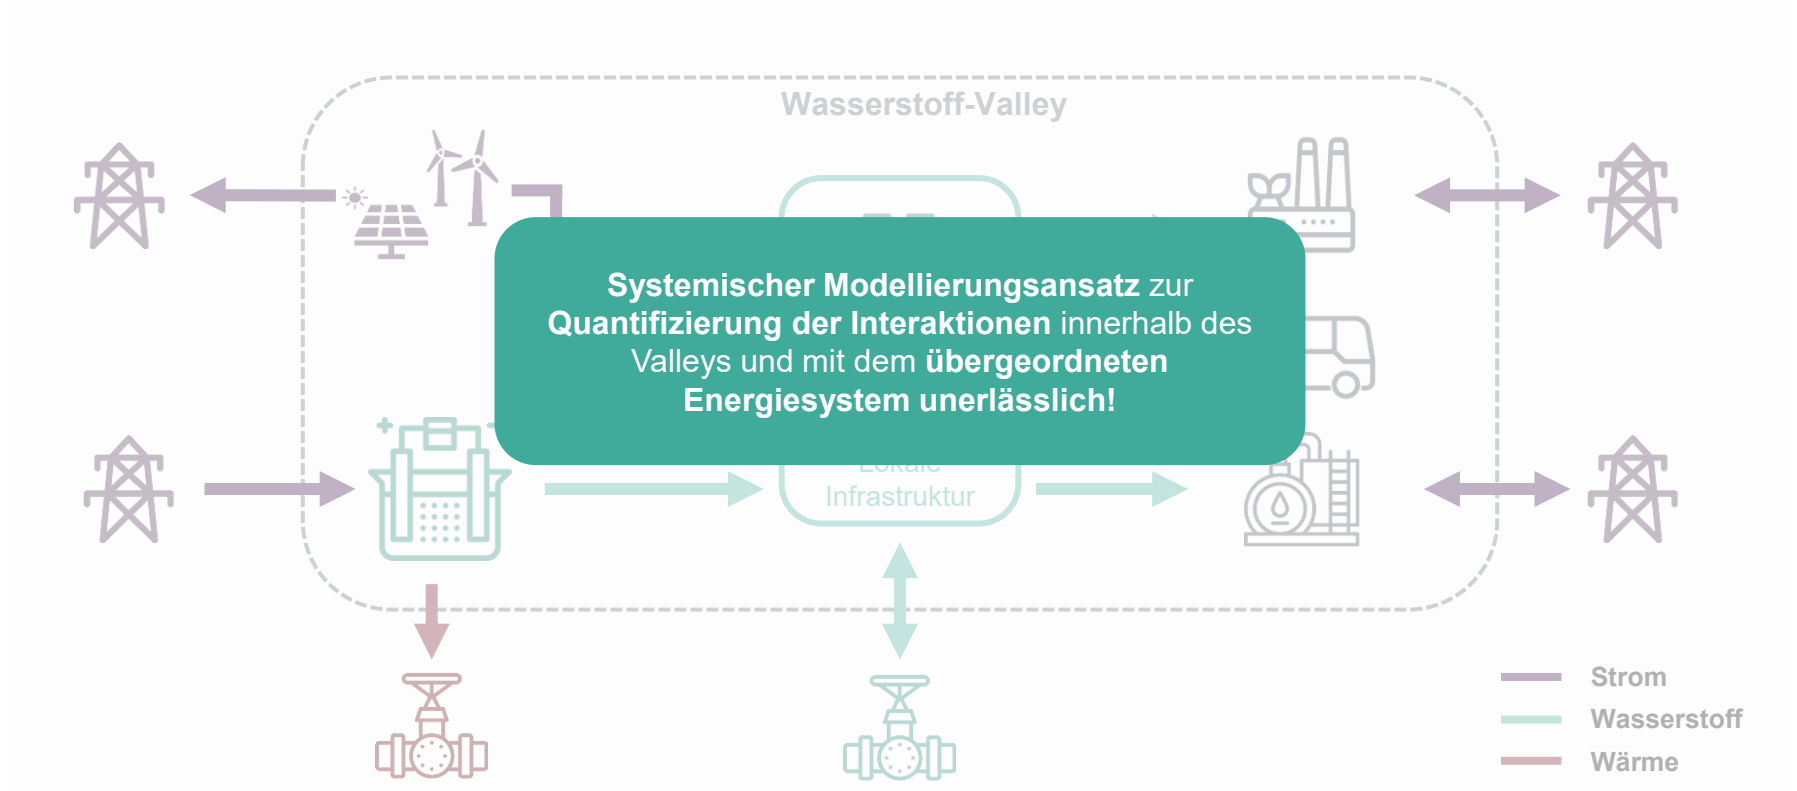 Wasserstoff-Valley
Systemischer Modellierungsansatz zur
Quantifizierung der Interaktionen innerhalb des
Valleys und mit dem übergeordneten
Energiesystem unerlässlich!
Lokale
Infrastruktur
Strom
Wasserstoff
Wärme